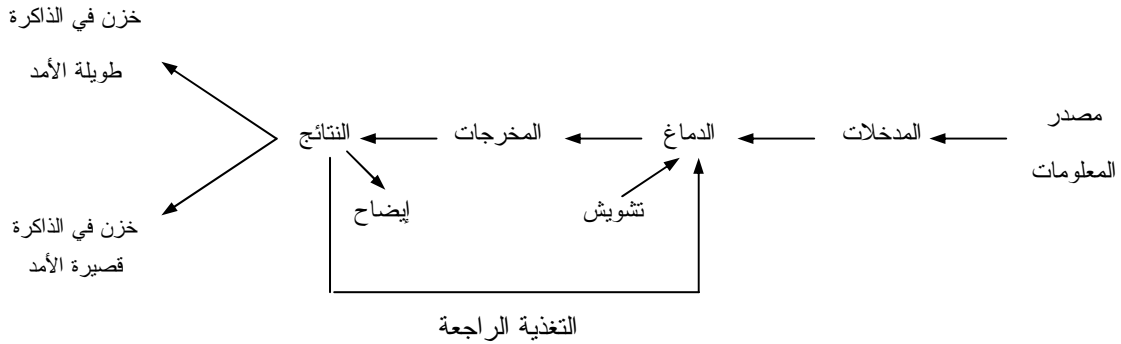 خزن في الذاكرة
طويلة الأمد
مصدر
المعلومات
المدخلات
الدماغ
المخرجات
النتائج
تشويش
إيضاح
خزن في الذاكرة
قصيرة الأمد
التغذية الراجعة